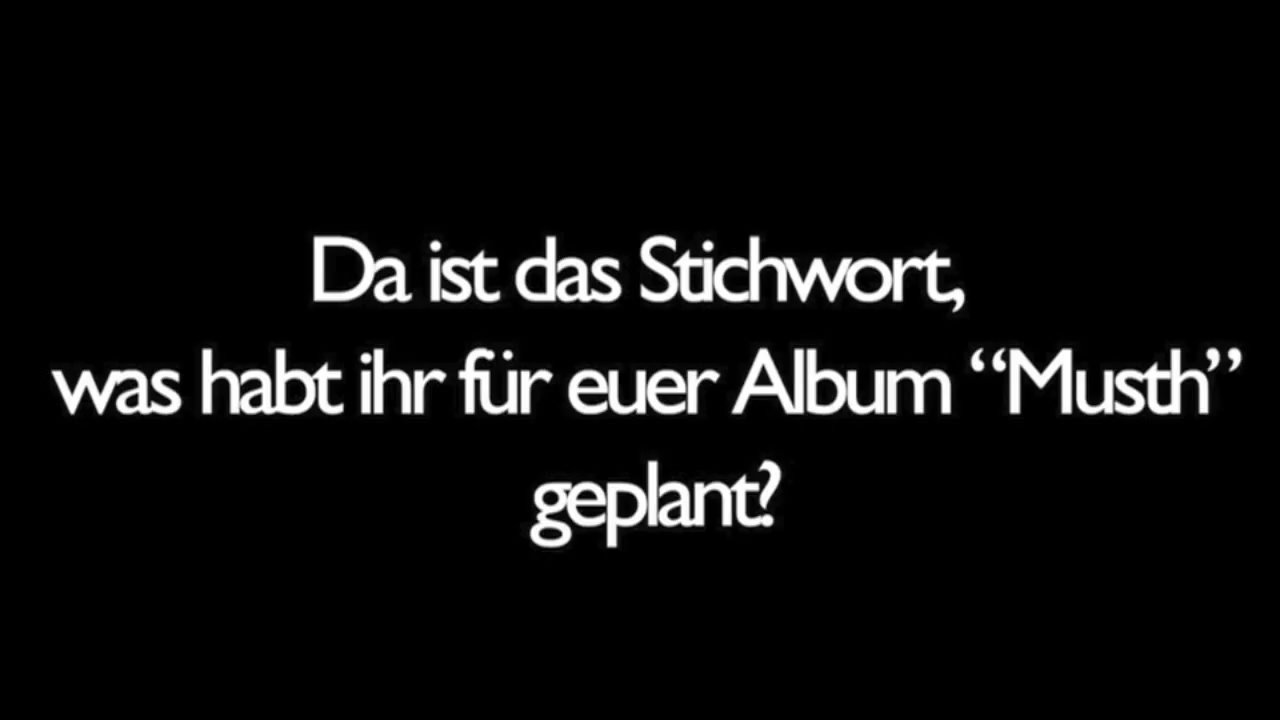 Da ist das Stichwort,
was habt ihr für euer Album “Musth”
geplant?